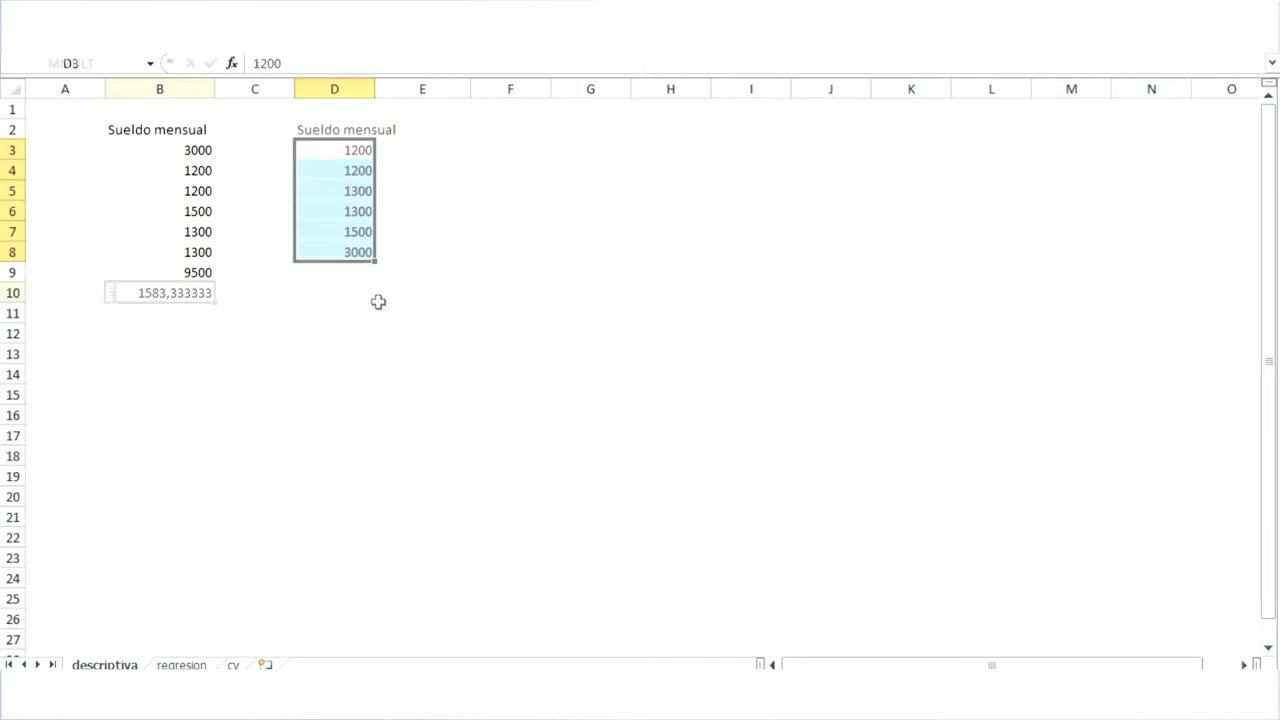 D3 fx 1200
A B C D E F G H I J K L M N O
1
2 Sueldo mensual Sueldo mensual
3 3000 1200
4 1200 1200
5 1200 1300
6 1500 1300
7 1300 1500
8 1300 3000
9 9500
10 1583,333333
11
12
13
14
15
16
17
18
19
20
21
22
23
24
25
26
27
descriptiva regresion cv